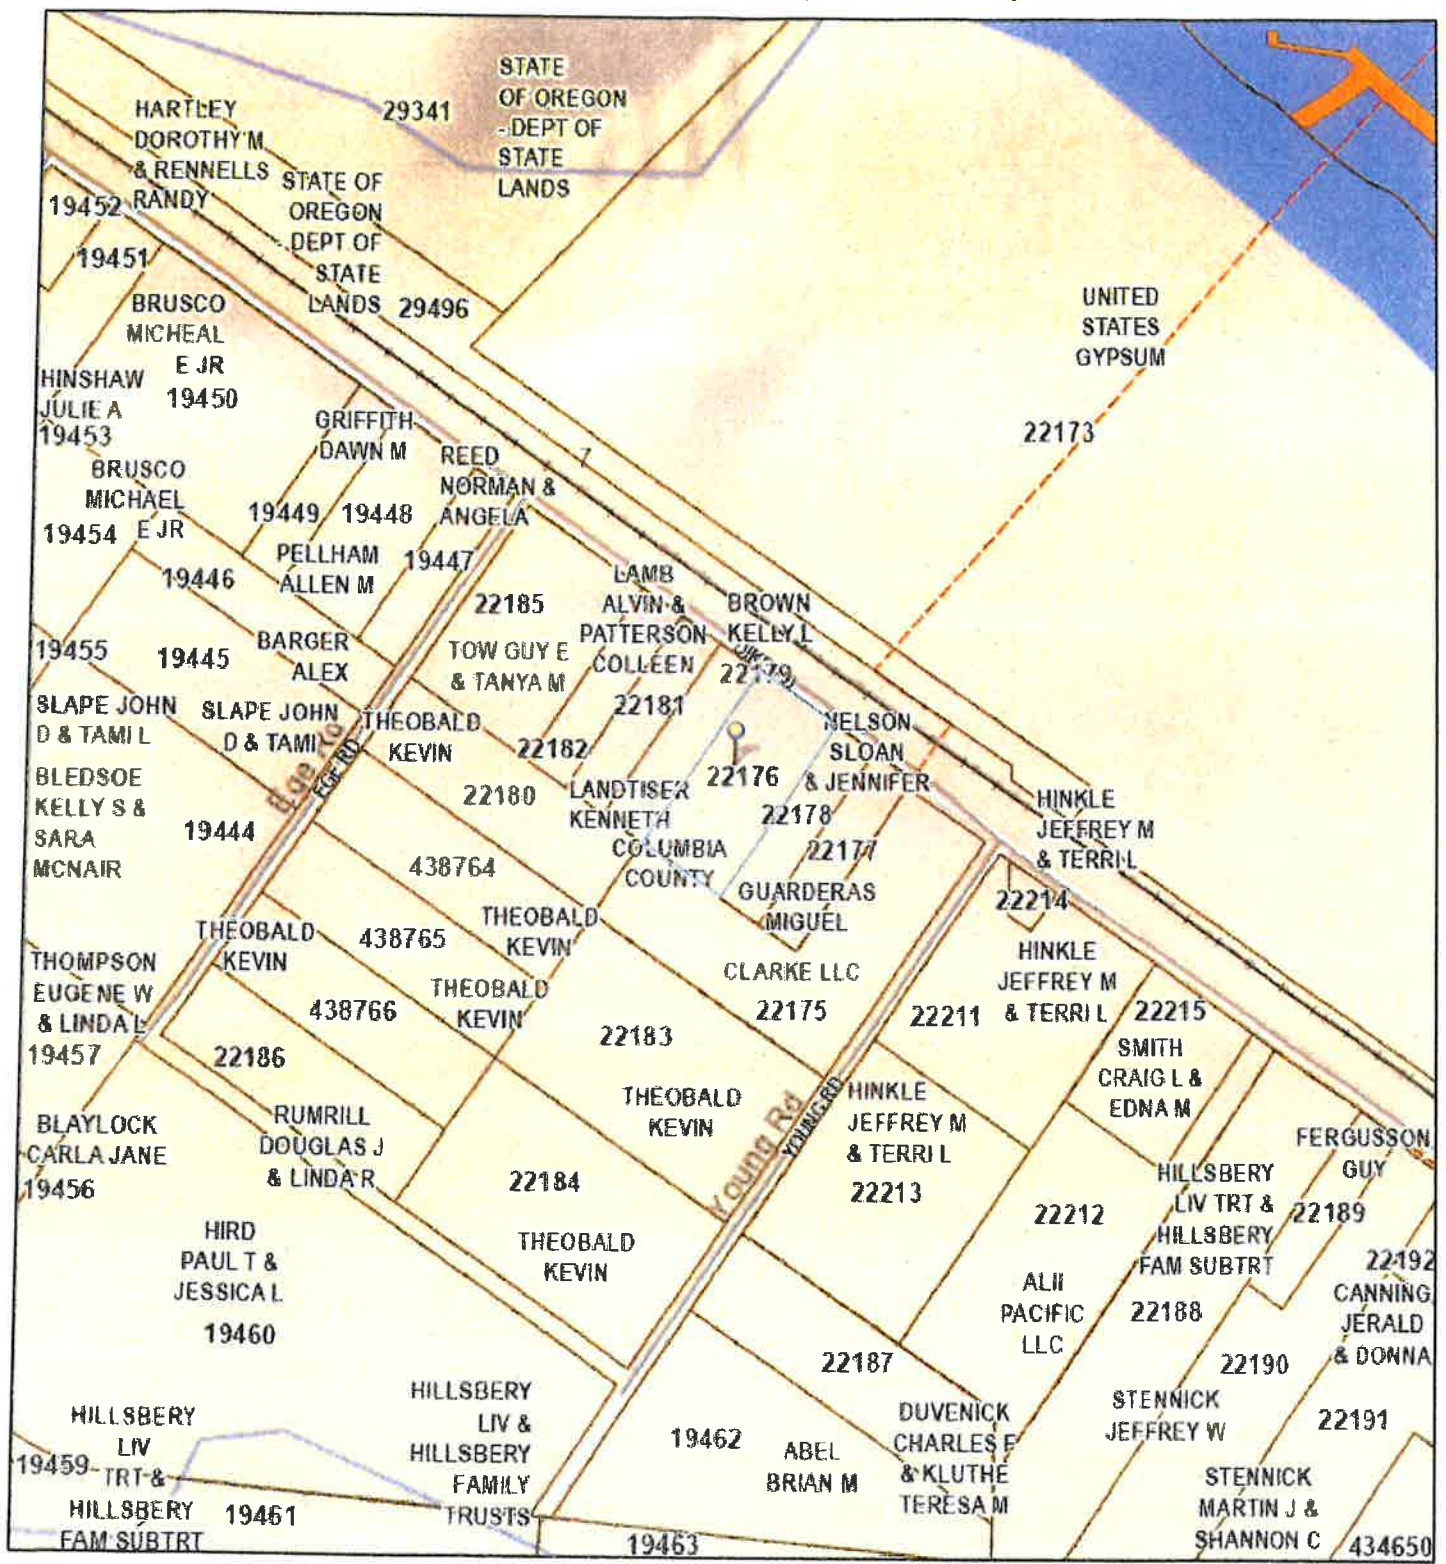 HARTLEY
DOROTHY M
& RENNELLS
RANDY
29341
STATE
OF OREGON
- DEPT OF
STATE
LANDS
19452
19451
STATE OF
OREGON
- DEPT OF
STATE
LANDS
29496
UNITED
STATES
GYPSUM
22173
BRUSCO
MICHEAL
E JR
19450
HINSHAW
JULIE A
19453
GRIFFITH
DAWN M
REED
NORMAN &
ANGELA
7
BRUSCO
MICHAEL
E JR
19454
19449
19448
19447
PELLHAM
ALLEN M
19446
22185
TOW GUY E
& TANYA M
LAMB
ALVIN &
PATTERSON
COLLEEN
BROWN
KELLY L
22179
19455
19445
BARGER
ALEX
22181
SLAPE JOHN
D & TAMI L
SLAPE JOHN
D & TAMI
THEOBALD
KEVIN
22182
NELSON
SLOAN
& JENNIFER
Ege Rd
EGE RD
22176
BLEDSOE
KELLY S &
SARA
MCNAIR
22180
LANDTISER
KENNETH
22178
HINKLE
JEFFREY M
& TERRI L
19444
438764
COLUMBIA
COUNTY
22177
GUARDERAS
MIGUEL
22214
THEOBALD
KEVIN
438765
THEOBALD
KEVIN
HINKLE
JEFFREY M
& TERRI L
THOMPSON
EUGENE W
& LINDA L
19457
CLARKE LLC
22175
438766
THEOBALD
KEVIN
22211
22215
22186
22183
SMITH
CRAIG L &
EDNA M
BLAYLOCK
CARLA JANE
19456
RUMRILL
DOUGLAS J
& LINDA R
THEOBALD
KEVIN
Young Rd
YOUNG RD
HINKLE
JEFFREY M
& TERRI L
22213
FERGUSSON
GUY
22184
HILLSBERY
LIV TRT &
HILLSBERY
FAM SUBTRT
22189
22212
HIRD
PAUL T &
JESSICA L
19460
THEOBALD
KEVIN
22192
CANNING
JERALD
& DONNA
ALII
PACIFIC
LLC
22188
22187
22190
HILLSBERY
LIV &
HILLSBERY
FAMILY
TRUSTS
HILLSBERY
LIV
TRT &
HILLSBERY
FAM SUBTRT
19459
19461
19462
ABEL
BRIAN M
DUVENICK
CHARLES F
& KLUTHE
TERESA M
STENNICK
JEFFREY W
22191
STENNICK
MARTIN J &
SHANNON C
19463
434650